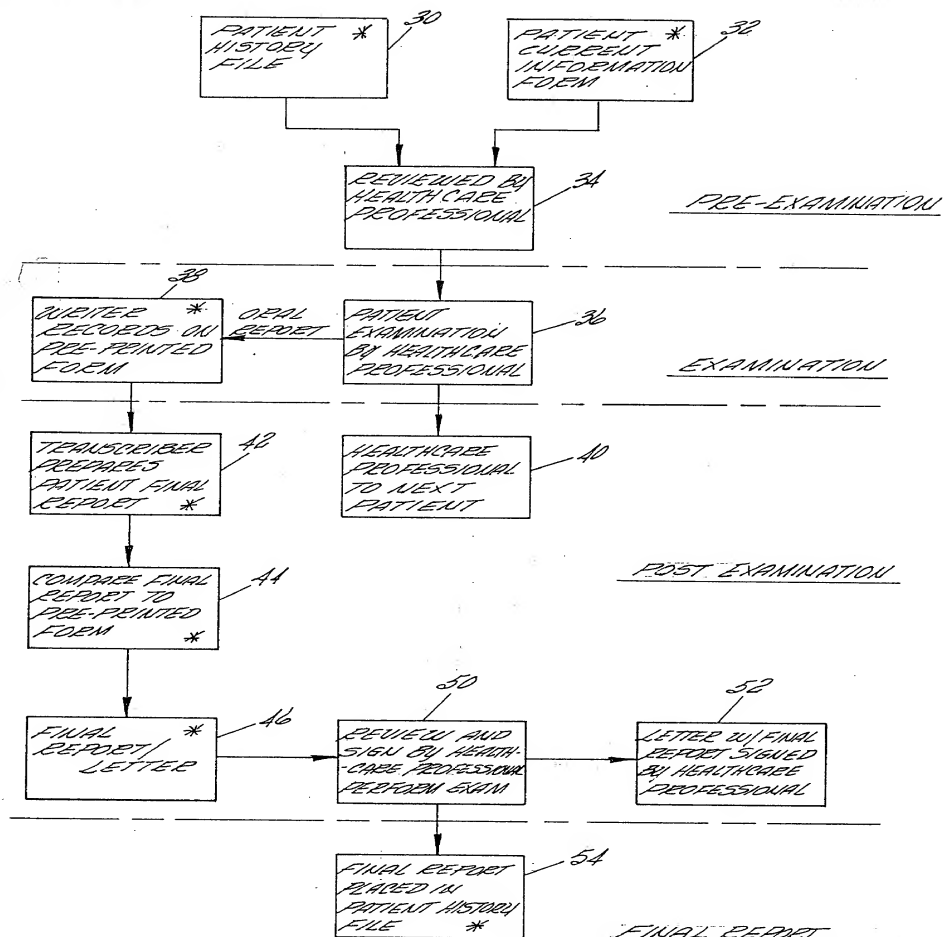 30
PATIENT *
HISTORY
FILE
32
PATIENT *
CURRENT
INFORMATION
FORM
REVIEWED BY
HEALTHCARE
PROFESSIONAL
34
PRE-EXAMINATION
38
WRITER *
RECORDS ON
PRE-PRINTED
FORM
ORAL
REPORT
PATIENT
EXAMINATION
BY HEALTHCARE
PROFESSIONAL
36
EXAMINATION
TRANSCRIBER
PREPARES
PATIENT FINAL
REPORT *
42
HEALTHCARE
PROFESSIONAL
TO NEXT
PATIENT
40
COMPARE FINAL
REPORT TO
PRE-PRINTED
FORM *
44
POST EXAMINATION
FINAL *
REPORT/
LETTER
46
50
REVIEW AND
SIGN BY HEALTH-
-CARE PROFESSIONAL
PERFORM EXAM
52
LETTER W/FINAL
REPORT SIGNED
BY HEALTHCARE
PROFESSIONAL
FINAL REPORT
PLACED IN
PATIENT HISTORY
FILE *
54
FINAL REPORT